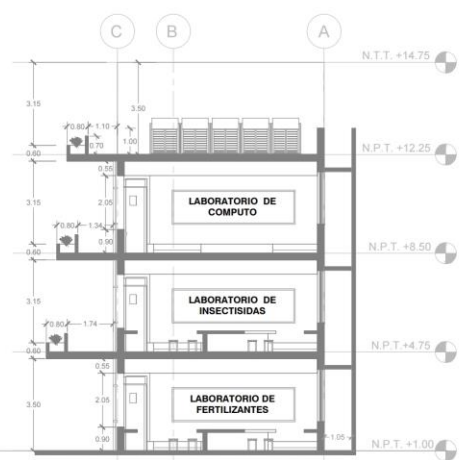 C B A
N.T.T. +14.75
3.15
3.50
0.80 1.10
1.00
0.70
0.60
N.P.T. +12.25
0.55
3.15
2.05
LABORATORIO DE
COMPUTO
0.80 1.34
0.90
0.60
N.P.T. +8.50
3.15
LABORATORIO DE
INSECTISIDAS
0.80 1.74
0.60
N.P.T. +4.75
0.55
3.50
2.05
LABORATORIO DE
FERTILIZANTES
0.90
1.05
N.P.T. +1.00